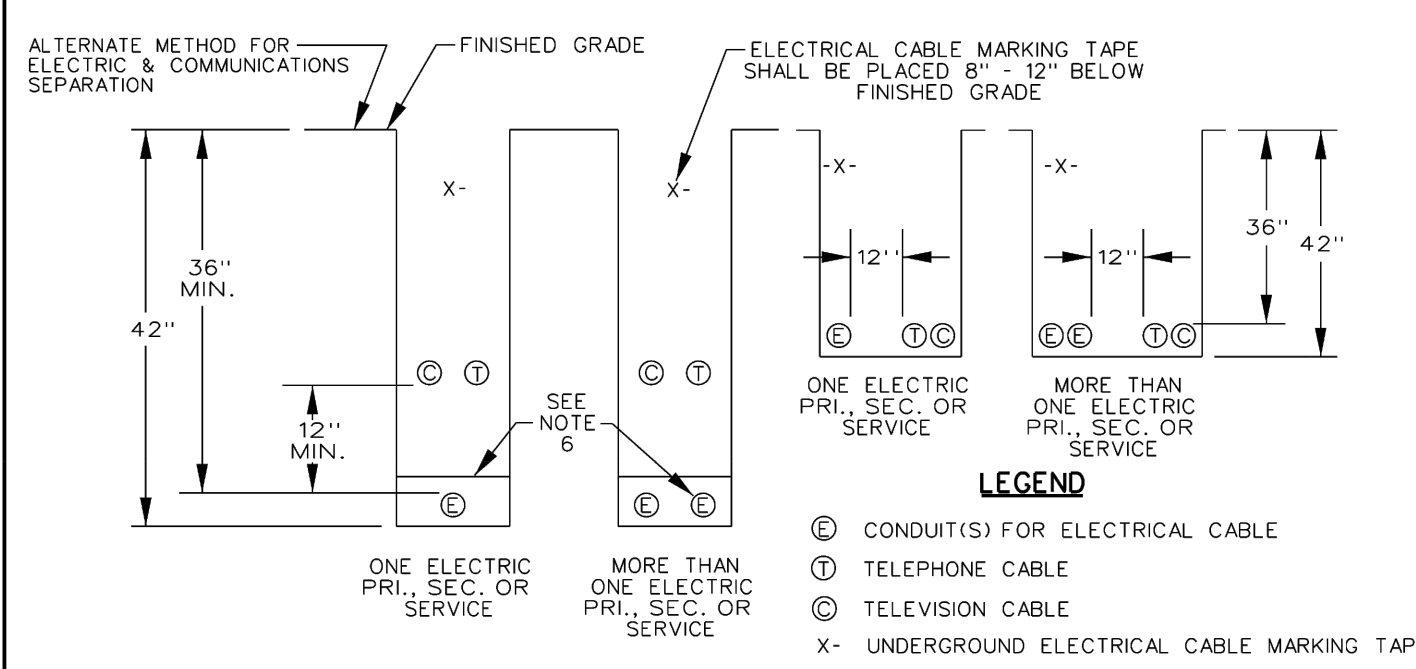 ALTERNATE METHOD FOR
ELECTRIC & COMMUNICATIONS
SEPARATION
FINISHED GRADE
ELECTRICAL CABLE MARKING TAPE
SHALL BE PLACED 8" - 12" BELOW
FINISHED GRADE
X-
X-
-X-
-X-
36"
MIN.
42"
12"
12"
36"
42"
C T
C T
E T C
E E T C
12"
MIN.
SEE
NOTE
6
E
E E
ONE ELECTRIC
PRI., SEC. OR
SERVICE
MORE THAN
ONE ELECTRIC
PRI., SEC. OR
SERVICE
ONE ELECTRIC
PRI., SEC. OR
SERVICE
MORE THAN
ONE ELECTRIC
PRI., SEC. OR
SERVICE
LEGEND
E CONDUIT(S) FOR ELECTRICAL CABLE
T TELEPHONE CABLE
C TELEVISION CABLE
X- UNDERGROUND ELECTRICAL CABLE MARKING TAP